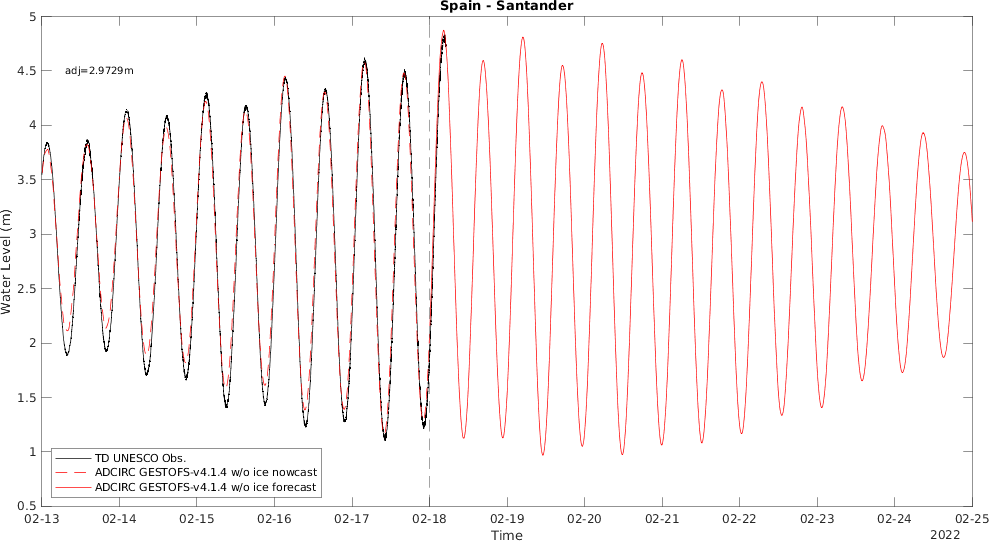 Spain - Santander
5
4.5
4
3.5
3
2.5
2
1.5
1
0.5
Water Level (m)
adj=2.9729m
TD UNESCO Obs.
ADCIRC GESTOFS-v4.1.4 w/o ice nowcast
ADCIRC GESTOFS-v4.1.4 w/o ice forecast
02-13 02-14 02-15 02-16 02-17 02-18 02-19 02-20 02-21 02-22 02-23 02-24 02-25
Time
2022